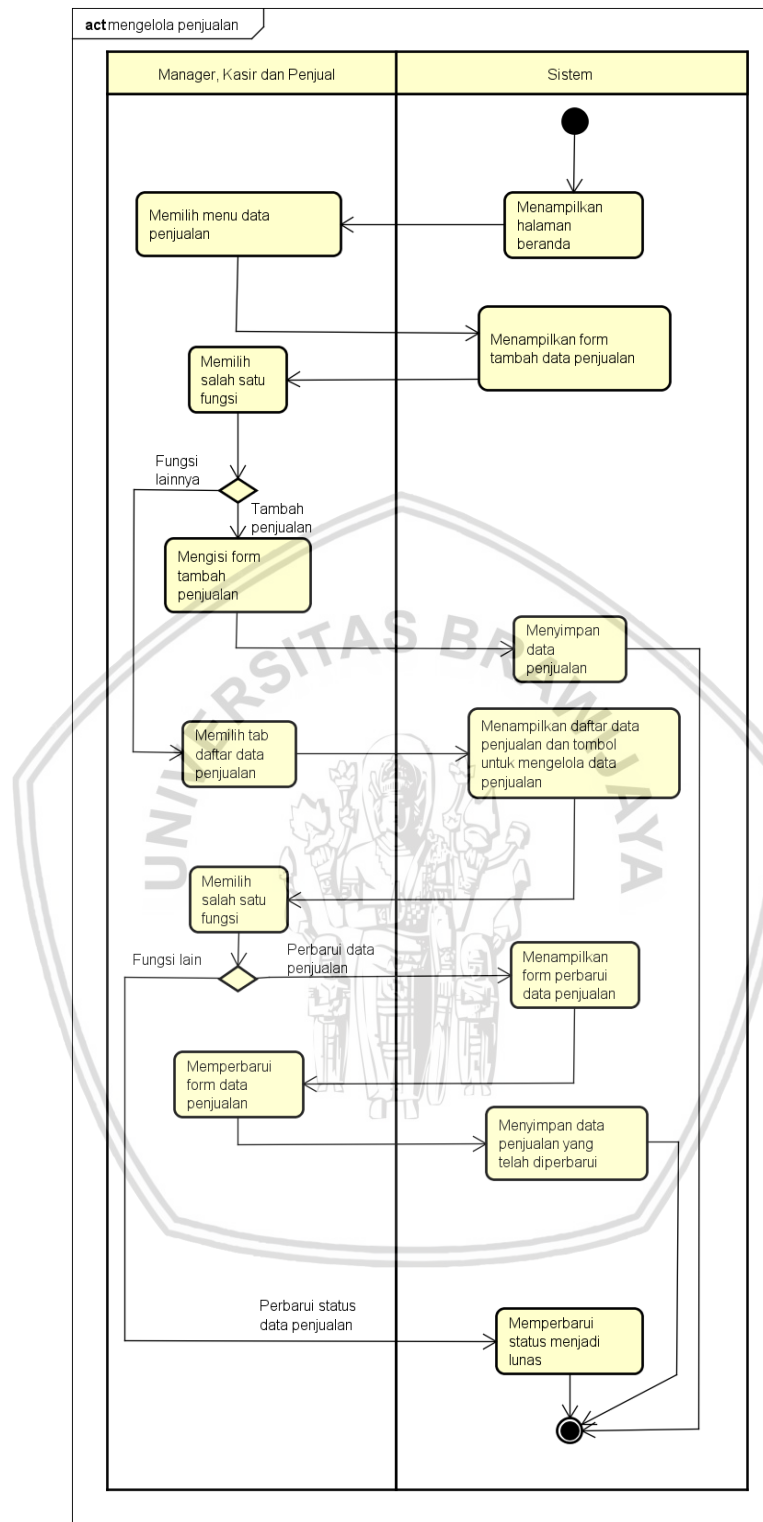 act mengelola penjualan
Manager, Kasir dan Penjual
Sistem
Menampilkan
halaman
beranda
Memilih menu data
penjualan
Menampilkan form
tambah data penjualan
Memilih
salah satu
fungsi
Fungsi
lainnya
Tambah
penjualan
Mengisi form
tambah
penjualan
Menyimpan
data
penjualan
UNIVERSITAS BRAWIJAYA
Memilih tab
daftar data
penjualan
Menampilkan daftar data
penjualan dan tombol
untuk mengelola data
penjualan
Memilih
salah satu
fungsi
Fungsi lain
Perbarui data
penjualan
Menampilkan
form perbarui
data penjualan
Memperbarui
form data
penjualan
Menyimpan data
penjualan yang
telah diperbarui
Perbarui status
data penjualan
Memperbarui
status menjadi
lunas